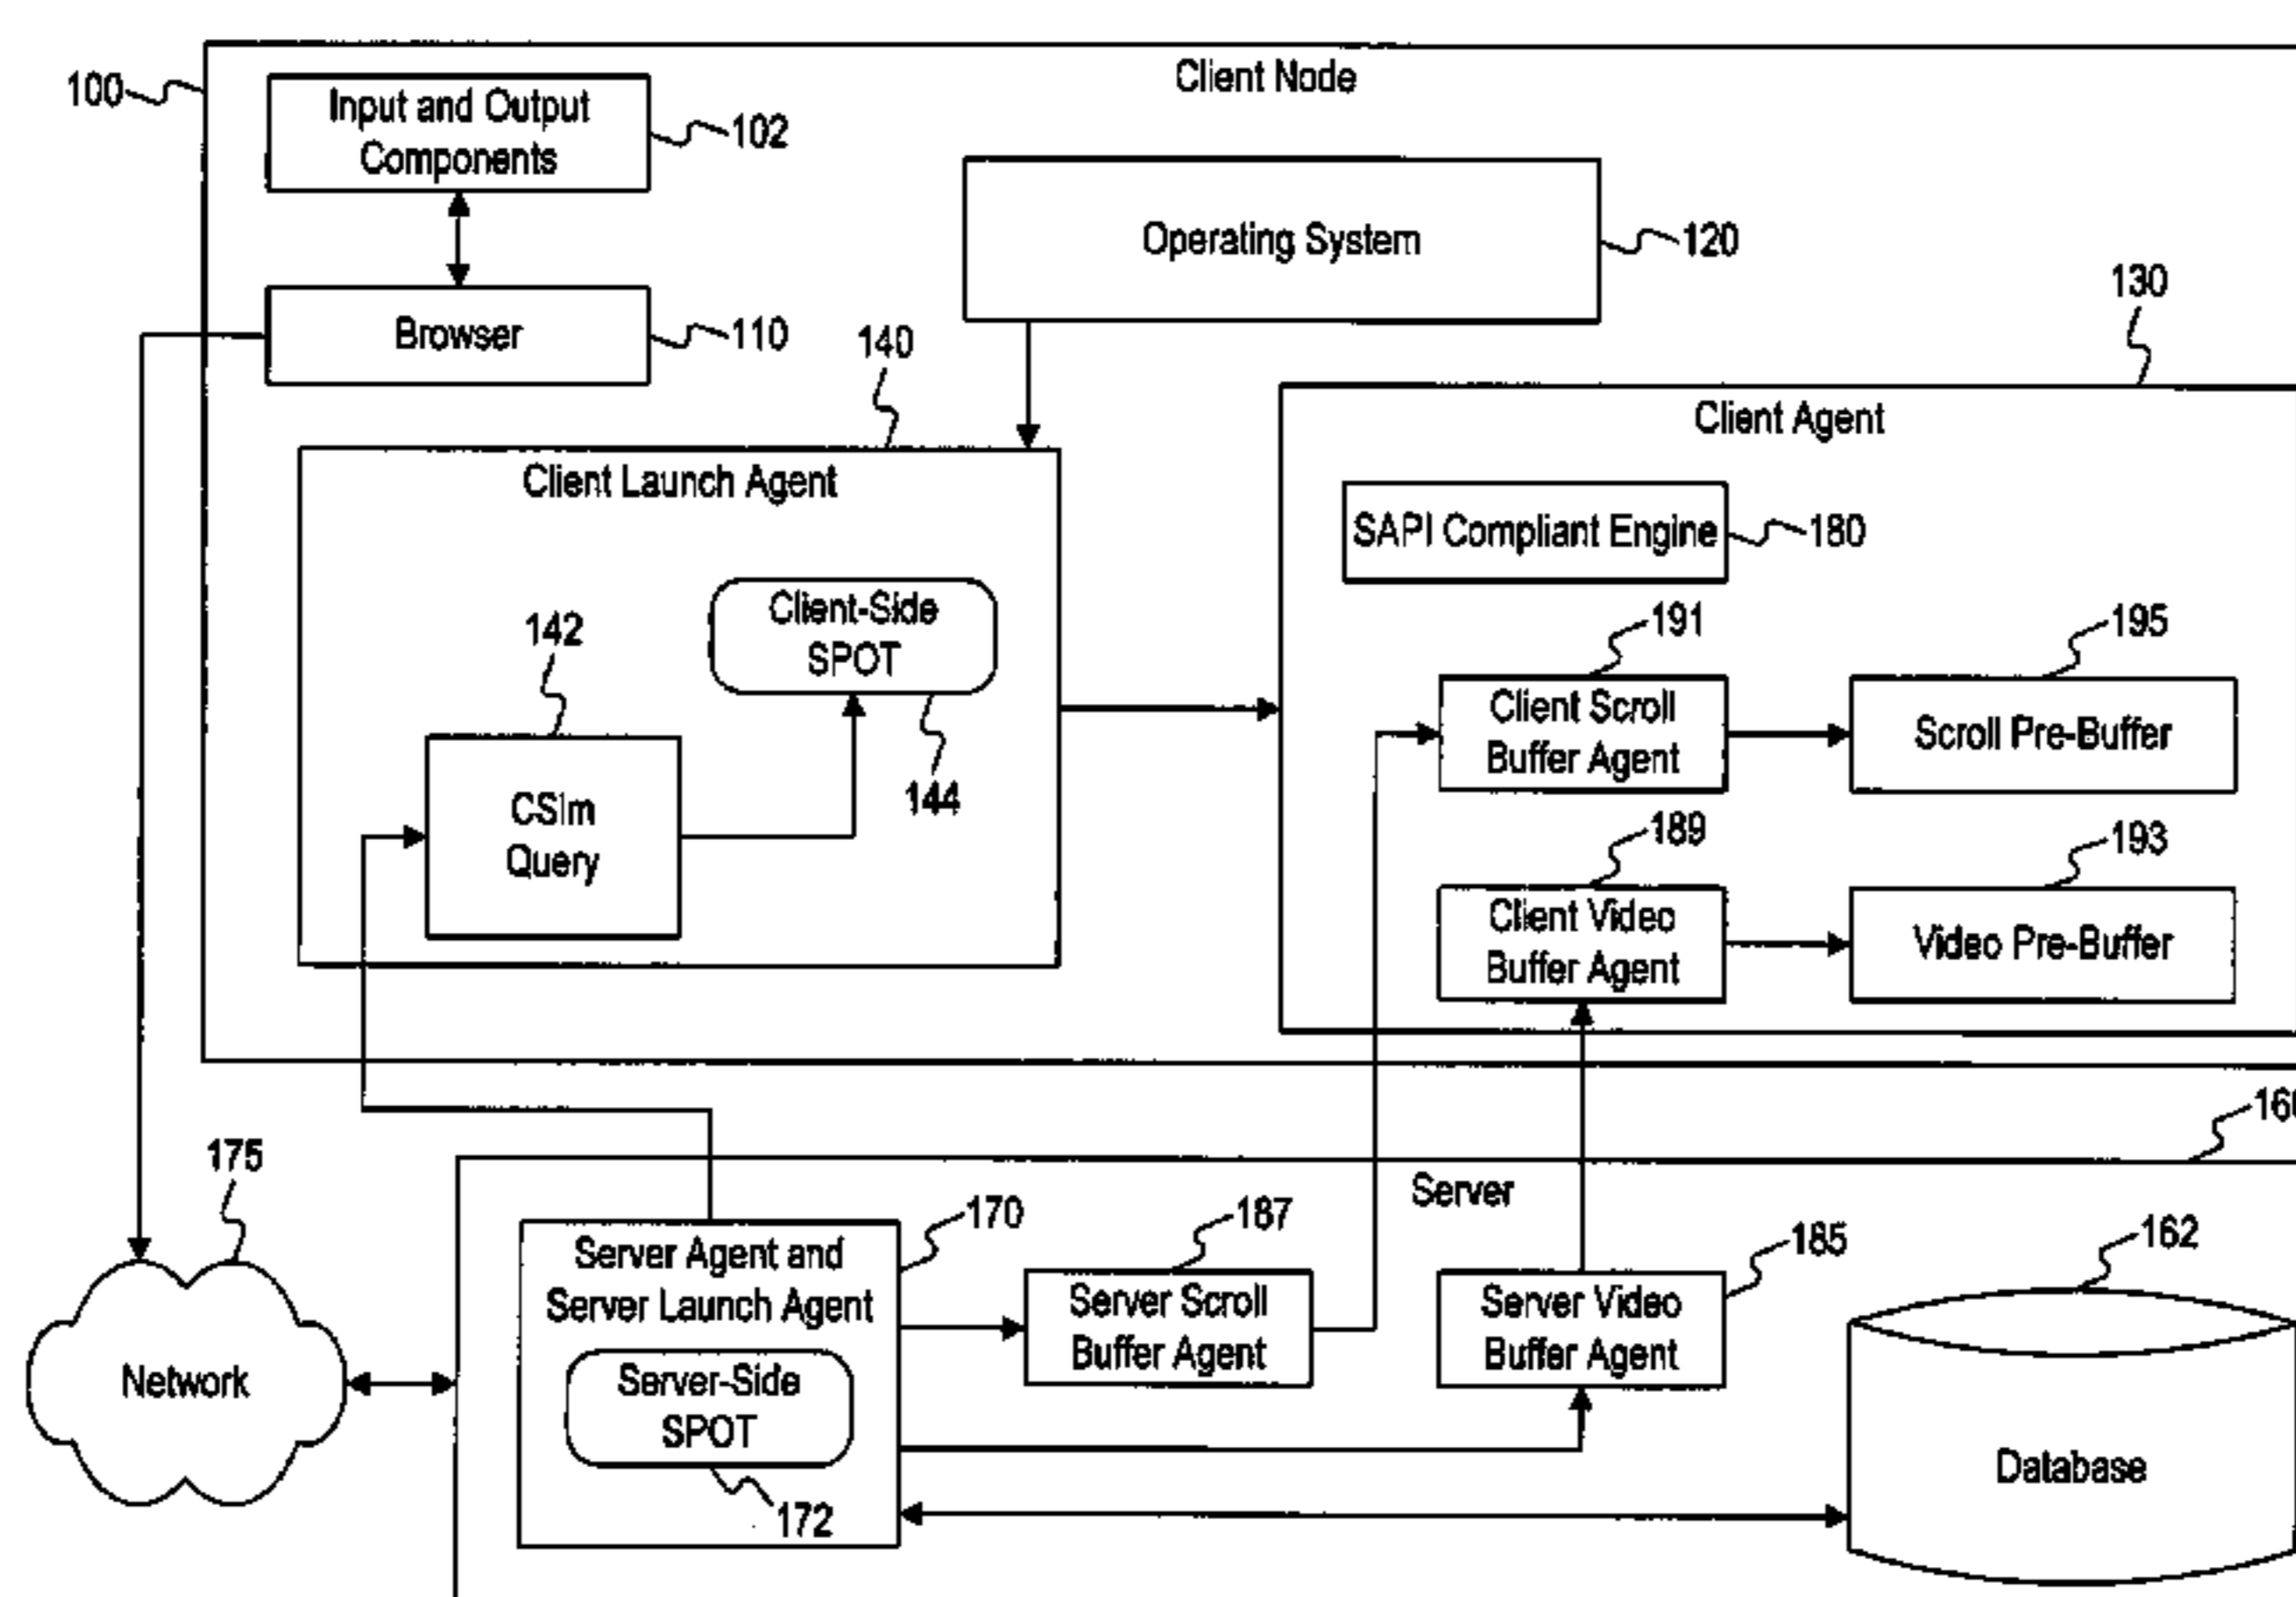 100
Client Node
Input and Output
Components
102
Operating System
120
Browser
110
140
130
Client Launch Agent
Client Agent
SAPI Compliant Engine
180
Client-Side
SPOT
144
142
CSIm
Query
191
Client Scroll
Buffer Agent
195
Scroll Pre-Buffer
189
Client Video
Buffer Agent
193
Video Pre-Buffer
175
Network
Server
170
Server Agent and
Server Launch Agent
Server-Side
SPOT
172
187
Server Scroll
Buffer Agent
185
Server Video
Buffer Agent
162
Database